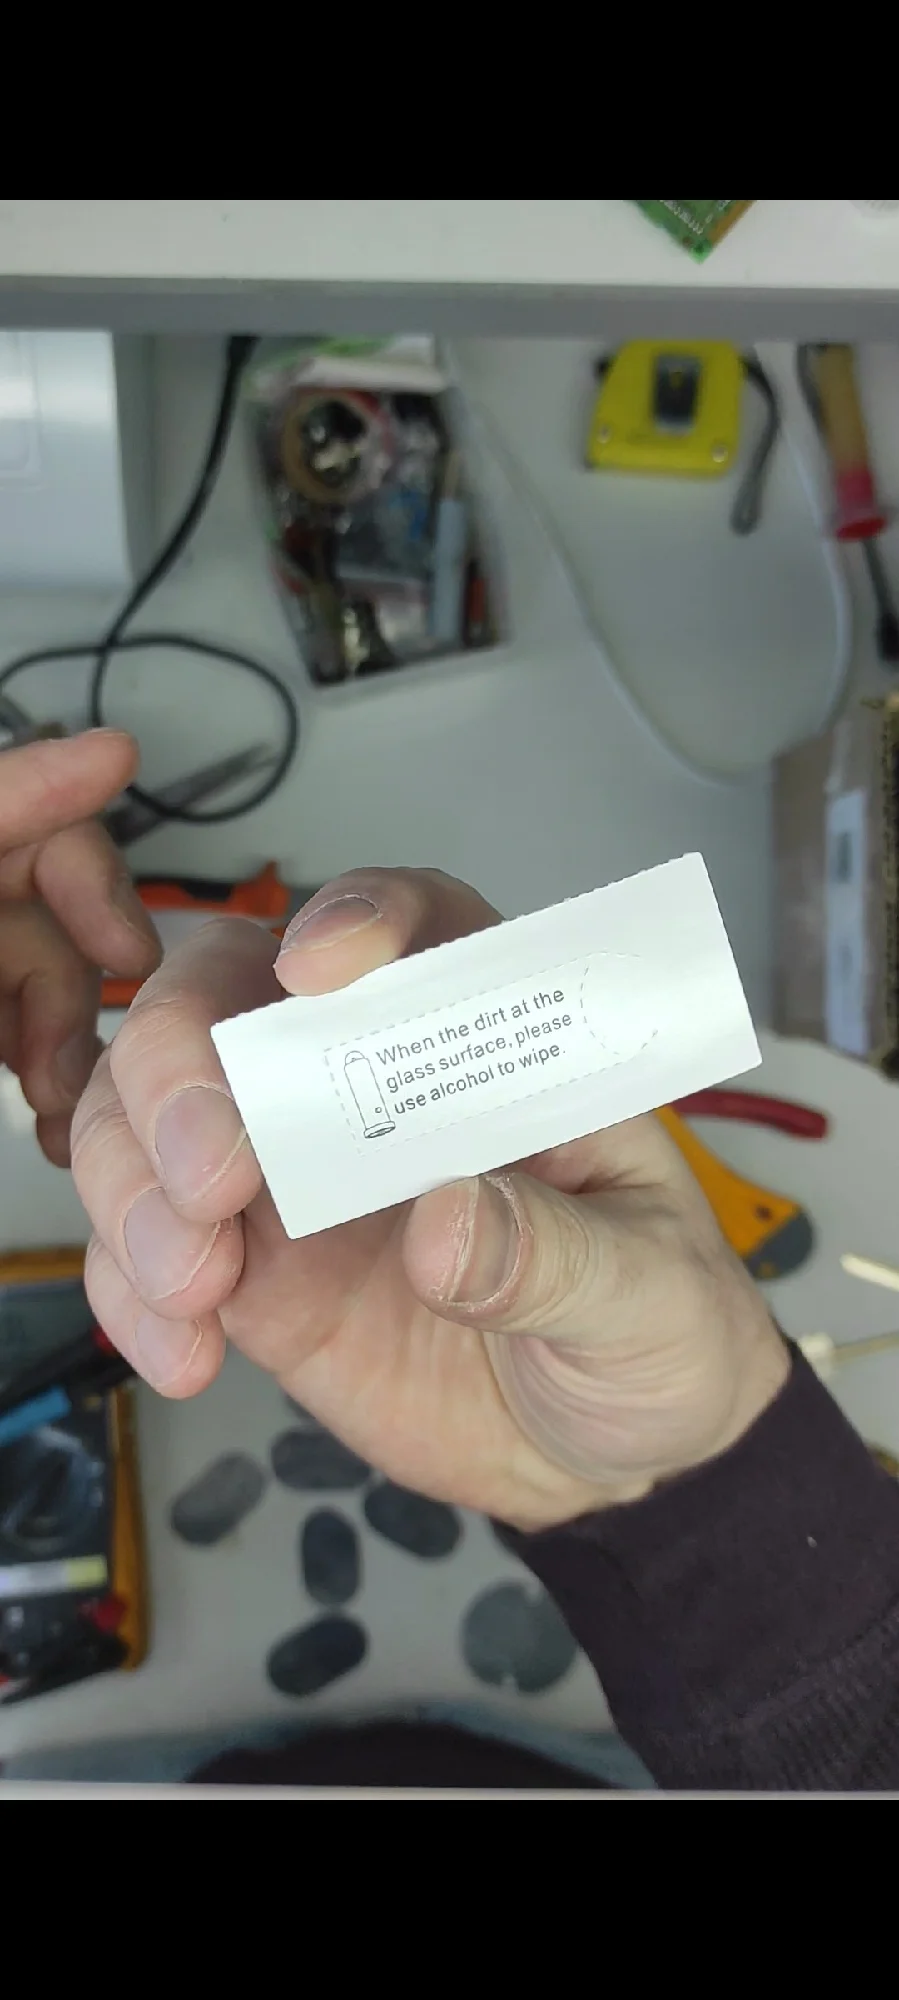 When the dirt at the
glass surface, please
use alcohol to wipe.